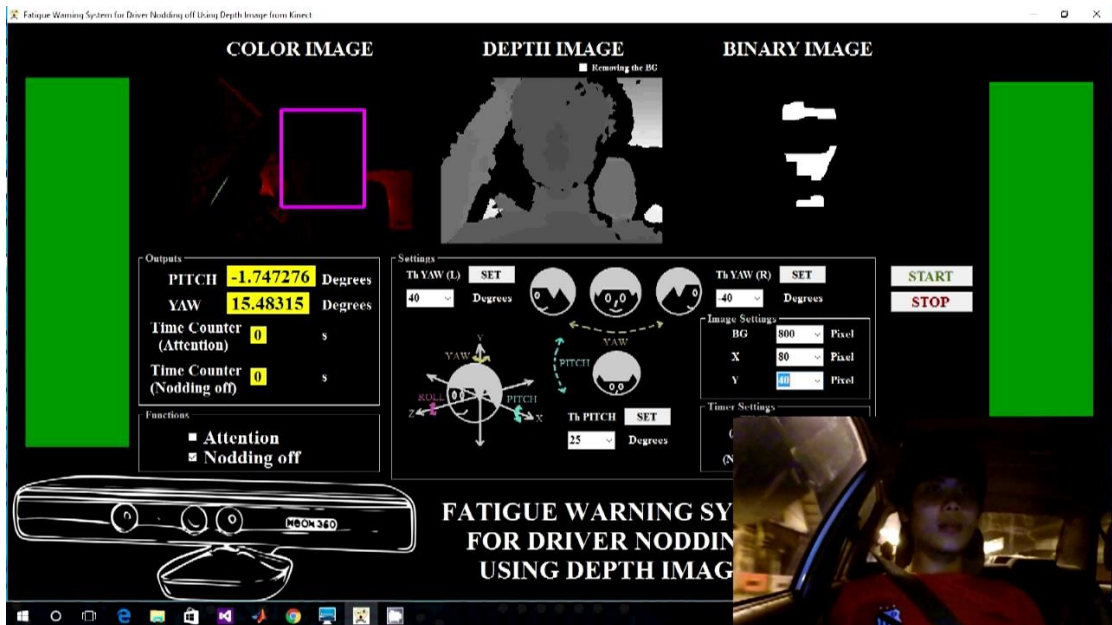 Fatigue Warning System for Driver Nodding off Using Depth Image from Kinect
COLOR IMAGE
DEPTH IMAGE
BINARY IMAGE
Removing the BG
Outputs
PITCH -1.747276 Degrees
YAW 15.48315 Degrees
Time Counter
(Attention) 0 s
Time Counter
(Nodding off) 0 s
Functions
Attention
Nodding off
Settings
Th YAW (L) SET
40 Degrees
Th YAW (R) SET
-40 Degrees
YAW
PITCH
Y
YAW
ROLL
PITCH
Z
X
Th PITCH SET
25 Degrees
Image Settings
BG 800 Pixel
X 80 Pixel
Y 40 Pixel
Timer Settings
(
(N
START
STOP
XBOX 360
FATIGUE WARNING SY
FOR DRIVER NODDIN
USING DEPTH IMAG